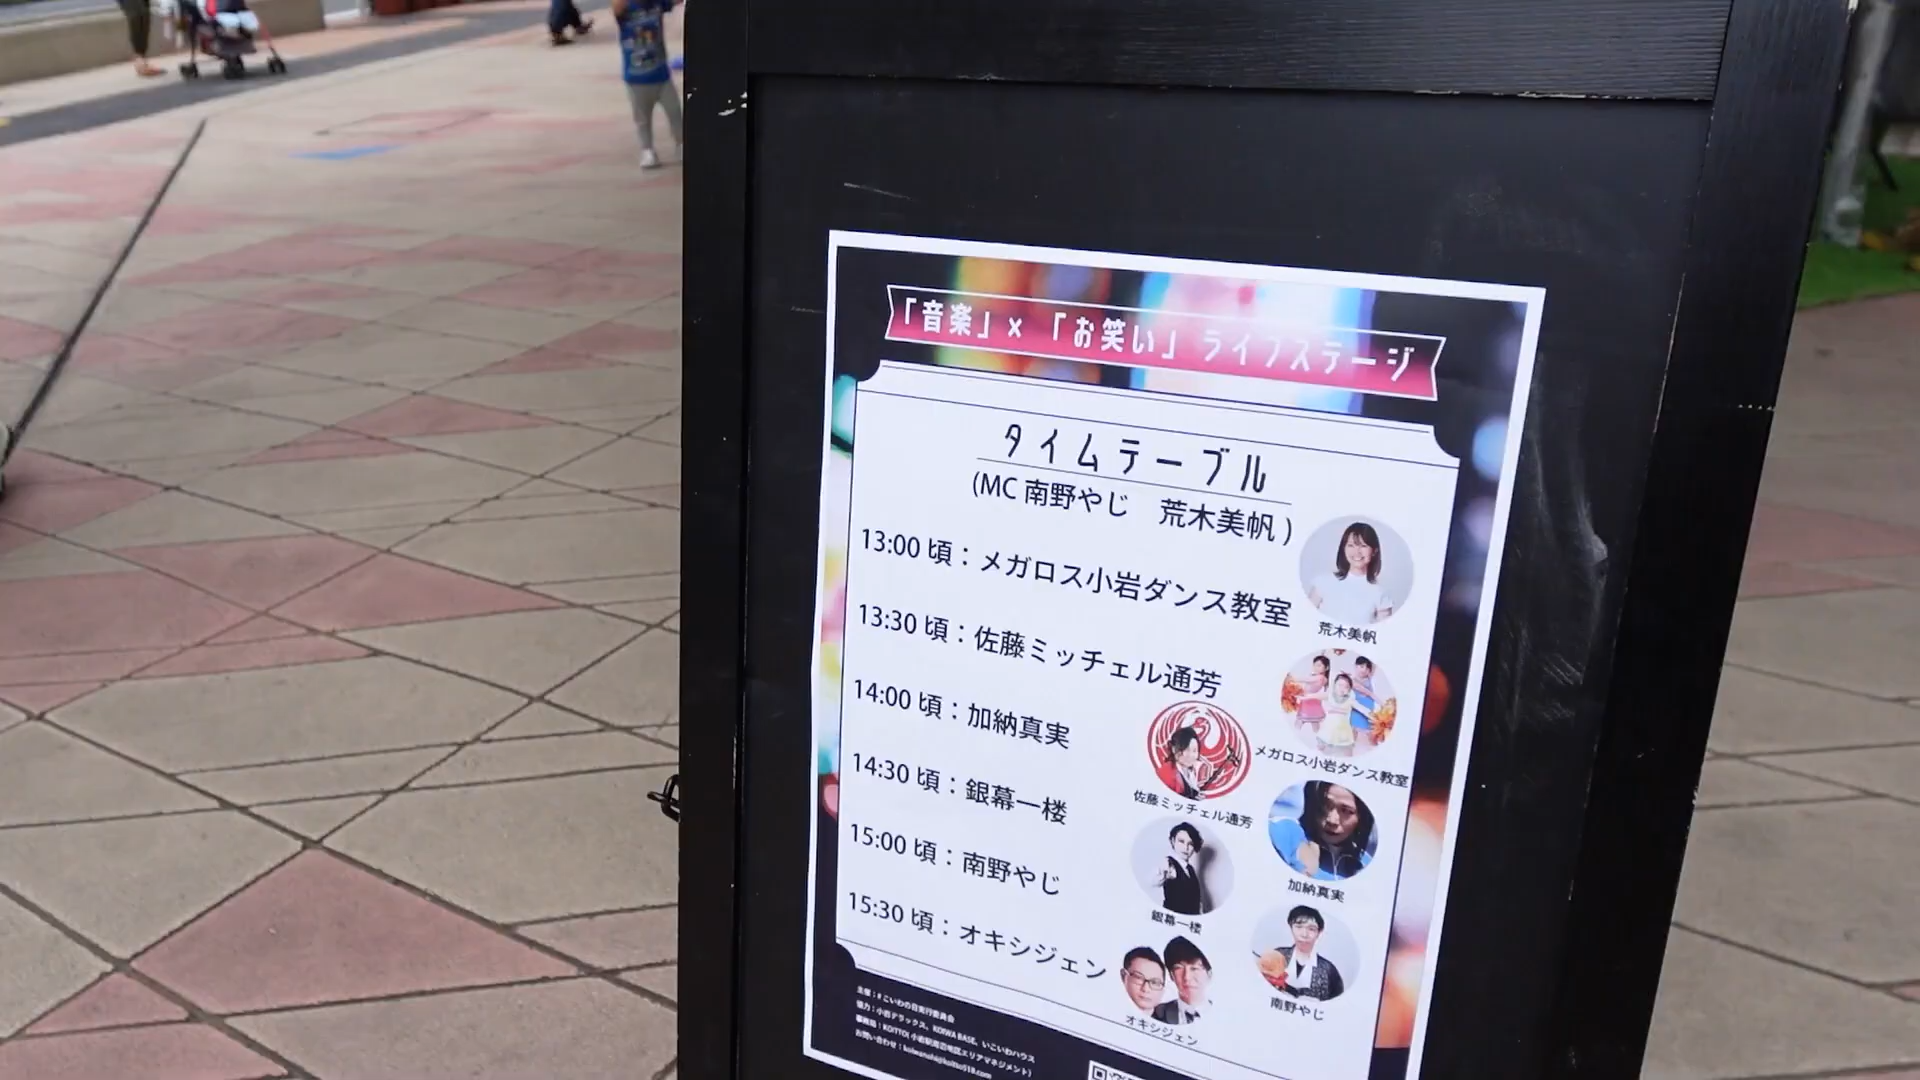 「音楽」×「お笑い」ライブステージ
タイムテーブル
(MC 南野やじ　荒木美帆 )
13:00 頃：メガロス小岩ダンス教室
13:30 頃：佐藤ミッチェル通芳
14:00 頃：加納真実
14:30 頃：銀幕一楼
15:00 頃：南野やじ
15:30 頃：オキシジェン
荒木美帆
メガロス小岩ダンス教室
佐藤ミッチェル通芳
加納真実
銀幕一楼
南野やじ
オキシジェン
主催：# こいわの日実行委員会
協力：小岩デラックス、KOIWA BASE、いこいわハウス
事務局：KOITTO( 小岩駅周辺地区エリアマネジメント)
お問い合わせ：